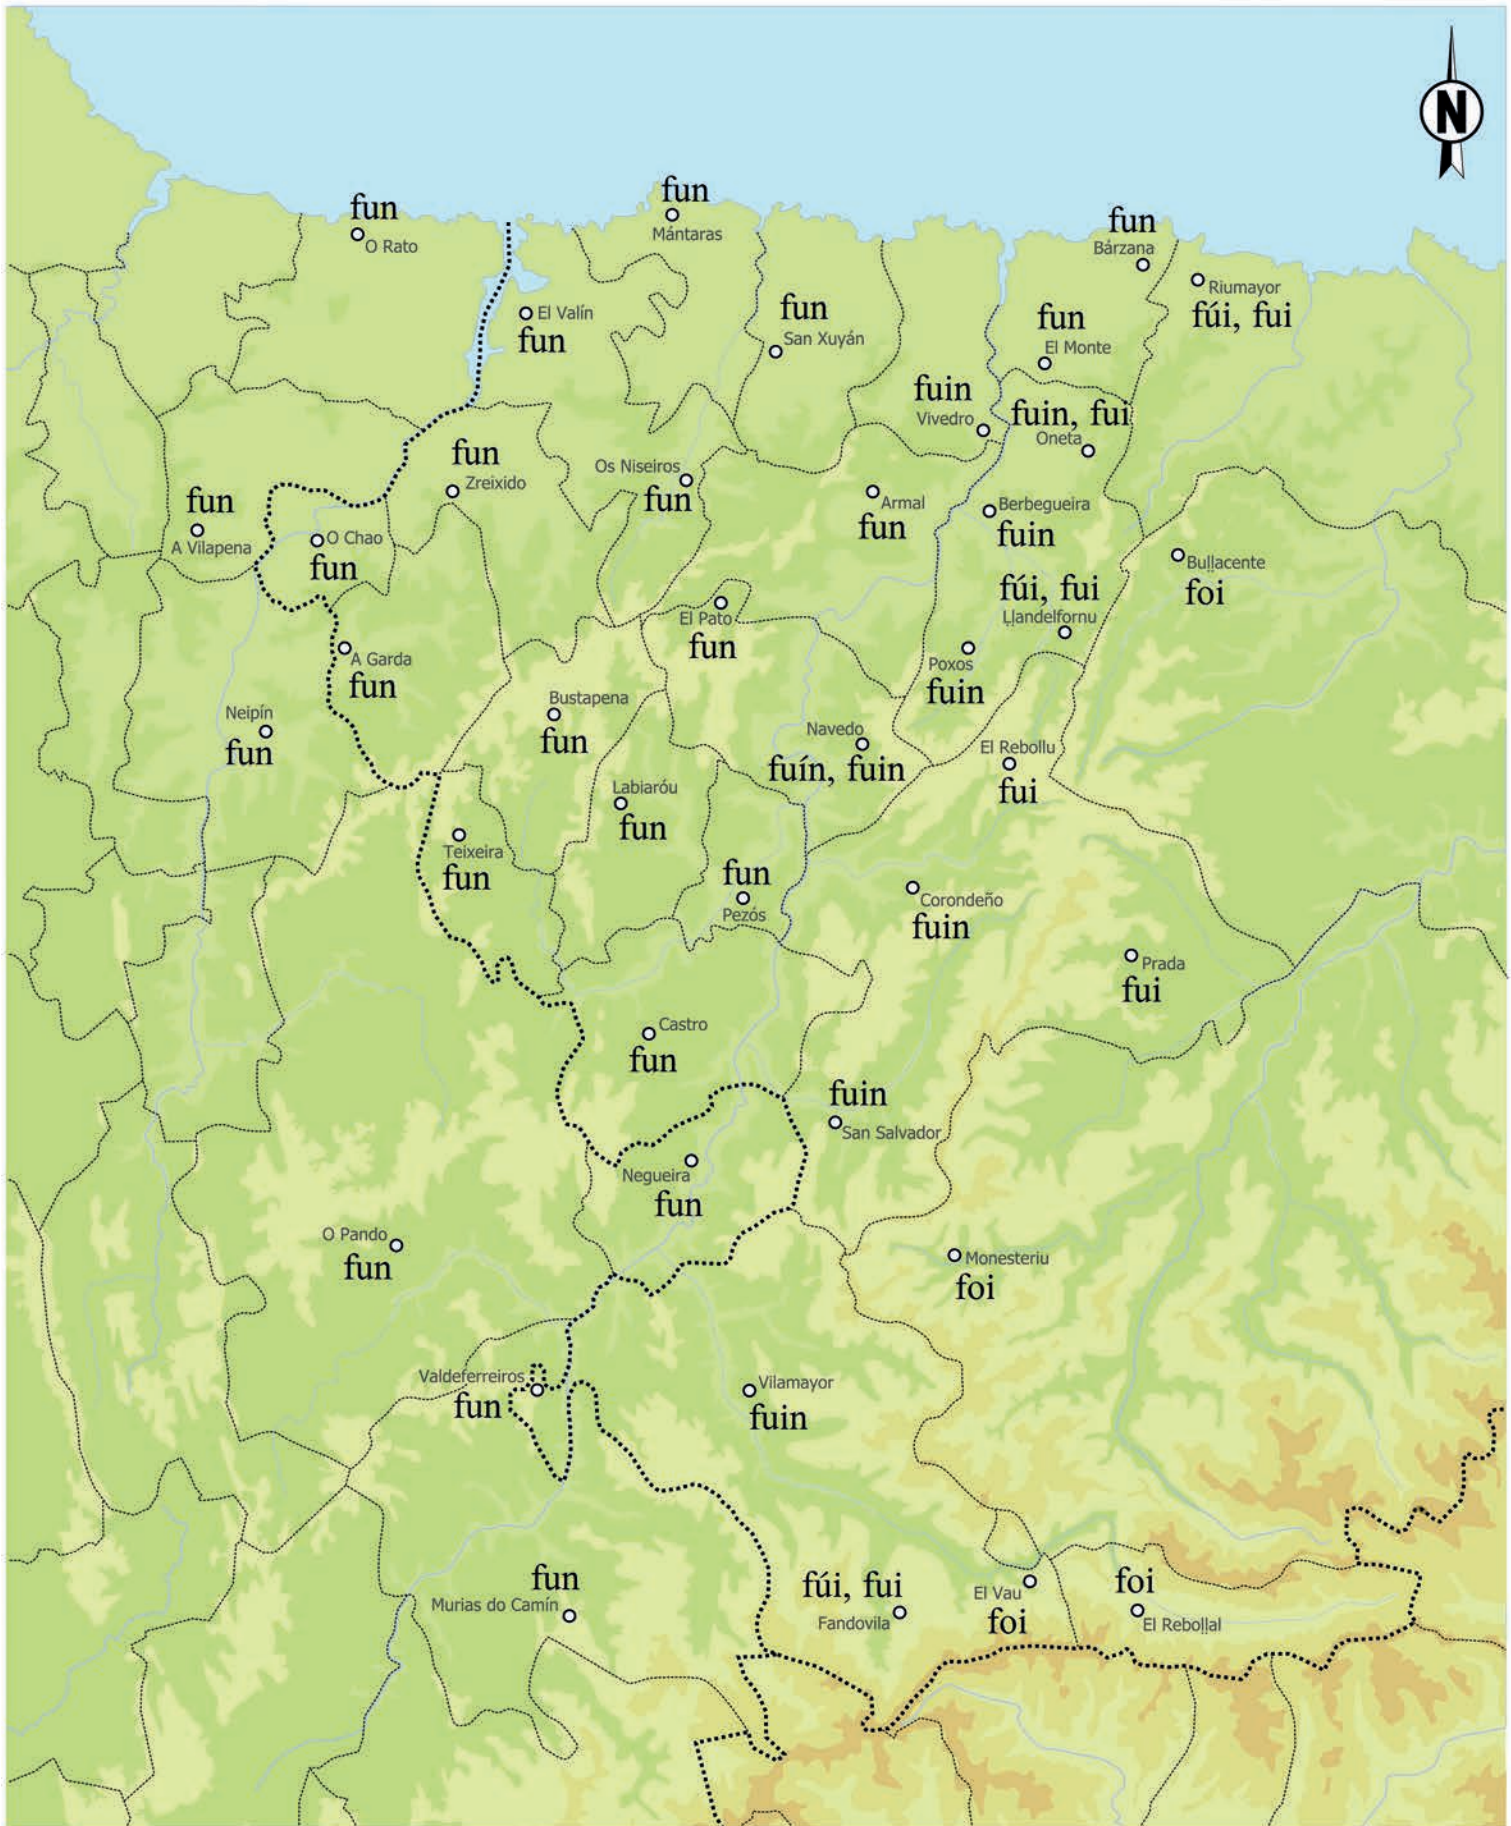 N
fun
O Rato
fun
Mántaras
fun
Bárzana
Riumayor
fúi, fui
El Valín
fun
fun
San Xuyán
fun
El Monte
fuin
Vivedro
fuin, fui
Oneta
fun
Zreixido
Os Niseiros
fun
fun
A Vilapena
O Chao
fun
Armal
fun
Berbegueira
fuin
Buḷḷacente
foi
fúi, fui
Ḷḷandelfornu
El Pato
fun
A Garda
fun
Poxos
fuin
Neipín
fun
Bustapena
fun
Navedo
fuín, fuin
El Rebollu
fui
Labiaróu
fun
Teixeira
fun
fun
Pezós
Corondeño
fuin
Prada
fui
Castro
fun
fuin
San Salvador
Negueira
fun
O Pando
fun
Monesteriu
foi
Valdeferreiros
fun
Vilamayor
fuin
fun
Murias do Camín
fúi, fui
Fandovila
El Vau
foi
foi
El Reboḷḷal